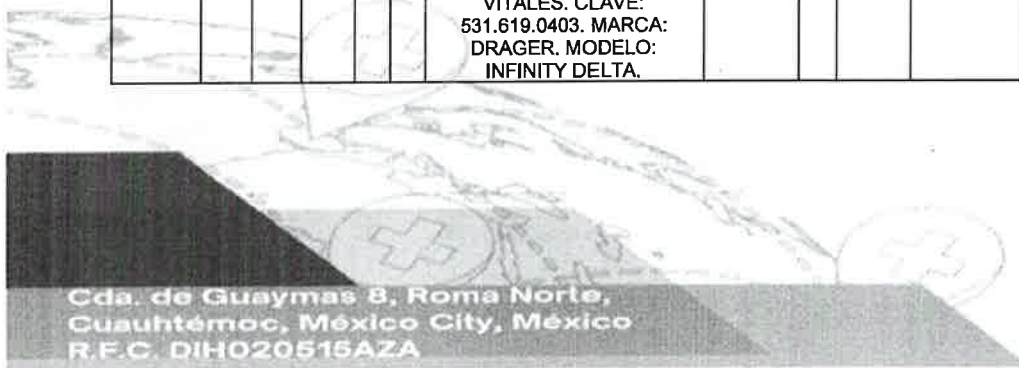 VITALES. CLAVE:
531.619.0403. MARCA:
DRAGER. MODELO:
INFINITY DELTA.
Cda. de Guaymas 8, Roma Norte,
Cuauhtémoc, México City, México
R.F.C. DIH020515AZA